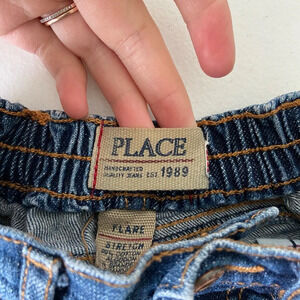 PLACE
HANDCRAFTED
QUALITY JEANS EST 1989
FLARE
STRETCH